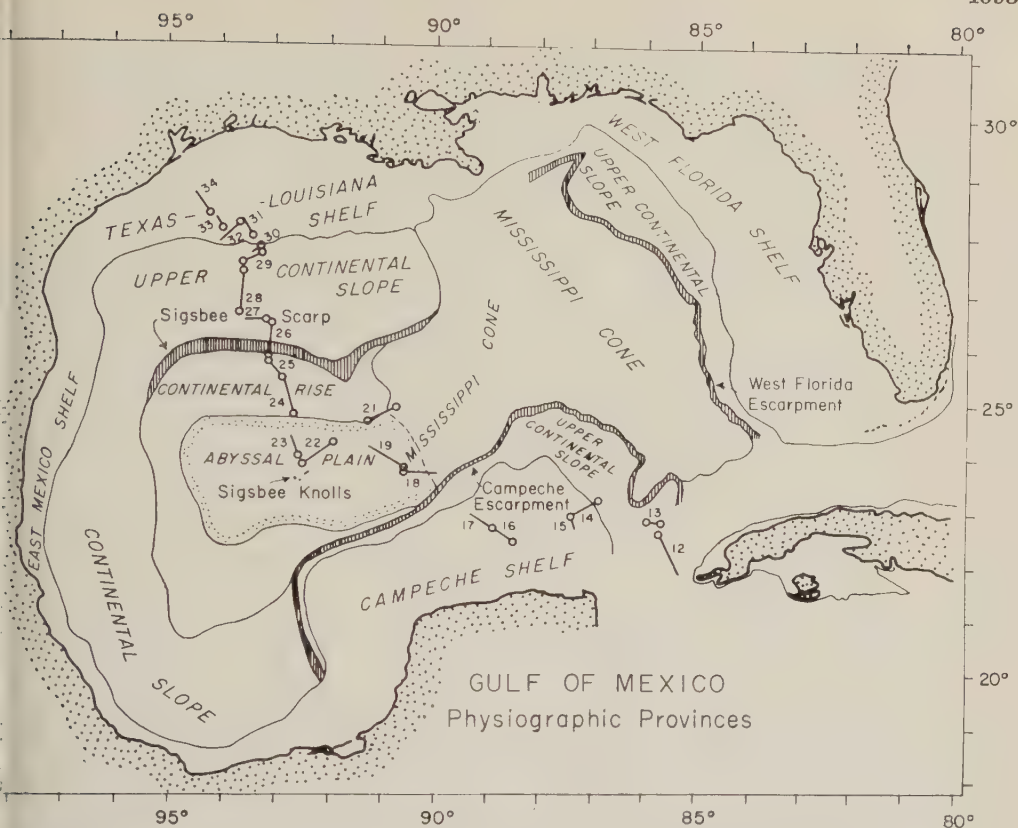 95°
90°
85°
80°
30°
WEST FLORIDA
SHELF
UPPER CONTINENTAL
SLOPE
34
-LOUISIANA
SHELF
TEXAS-
33
32
31
30
29
MISSISSIPPI
CONE
UPPER
CONTINENTAL
SLOPE
28
27
26
Sigsbee
Scarp
25
CONTINENTAL RISE
24
21
MISSISSIPPI
CONE
West Florida
Escarpment
25°
EAST MEXICO SHELF
23
22
19
18
ABYSSAL PLAIN
Sigsbee Knolls
UPPER
CONTINENTAL
SLOPE
Campeche
Escarpment
17
16
15
14
13
12
CONTINENTAL
SLOPE
CAMPECHE SHELF
GULF OF MEXICO
Physiographic Provinces
20°
95°
90°
85°
80°